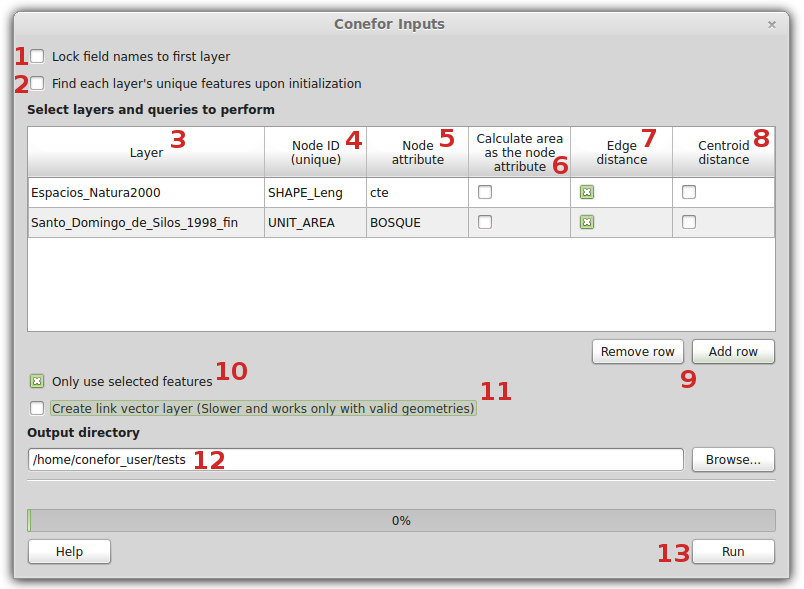 Conefor Inputs ×
1 Lock field names to first layer
2 Find each layer's unique features upon initialization
Select layers and queries to perform
Layer 3
Node ID 4
(unique)
Node 5
attribute
Calculate area
as the node
attribute 6
Edge 7
distance
Centroid 8
distance
Espacios_Natura2000 SHAPE_Leng cte
Santo_Domingo_de_Silos_1998_fin UNIT_AREA BOSQUE
Remove row Add row
9
Only use selected features 10
Create link vector layer (Slower and works only with valid geometries) 11
Output directory
/home/conefor_user/tests 12 Browse...
0%
Help 13 Run